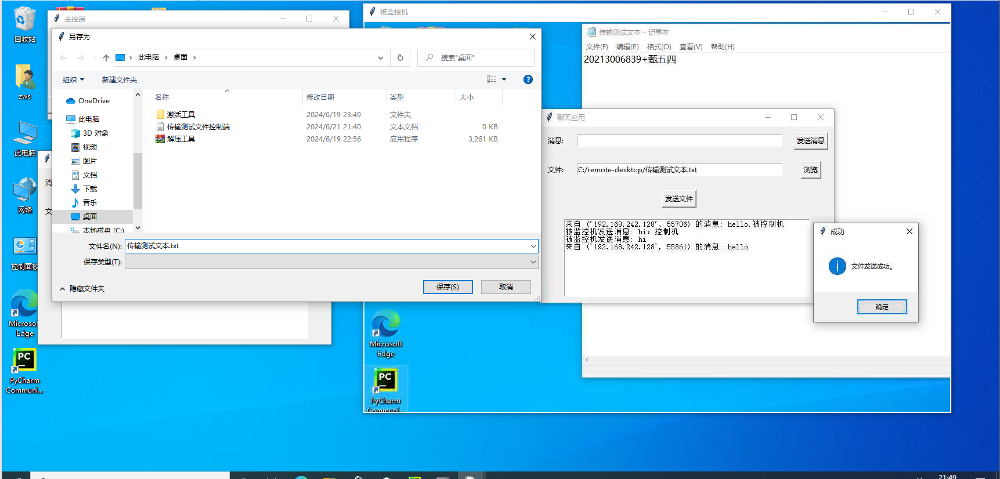 回收站
zws
此电脑
网络
控制面板
Microsof
Edge
PyCharm
Communi...
主控端
另存为
此电脑 › 桌面 ›
搜索"桌面"
组织
新建文件夹
OneDrive
此电脑
3D 对象
视频
图片
文档
下载
音乐
桌面
本地磁盘 (C:)
名称 修改日期 类型 大小
激活工具 2024/6/19 23:49 文件夹
传输测试文件控制端 2024/6/21 21:40 文本文档 0 KB
解压工具 2024/6/19 22:56 应用程序 3,261 KB
文件名(N): 传输测试文本.txt
保存类型(T):
隐藏文件夹
保存(S)
取消
消
文
被监控机
传输测试文本 - 记事本
文件(F) 编辑(E) 格式(O) 查看(V) 帮助(H)
20213006839+甄五四
聊天应用
消息:
发送消息
文件: C:/remote-desktop/传输测试文本.txt
浏览
发送文件
来自 ('192.168.242.128', 55706) 的消息: hello,被控制机
被监控机发送消息: hi，控制机
被监控机发送消息: hi
来自 ('192.168.242.128', 55861) 的消息: hello
成功
文件发送成功。
确定
Microsoft
Edge
PyCharm
Communi...
21:49